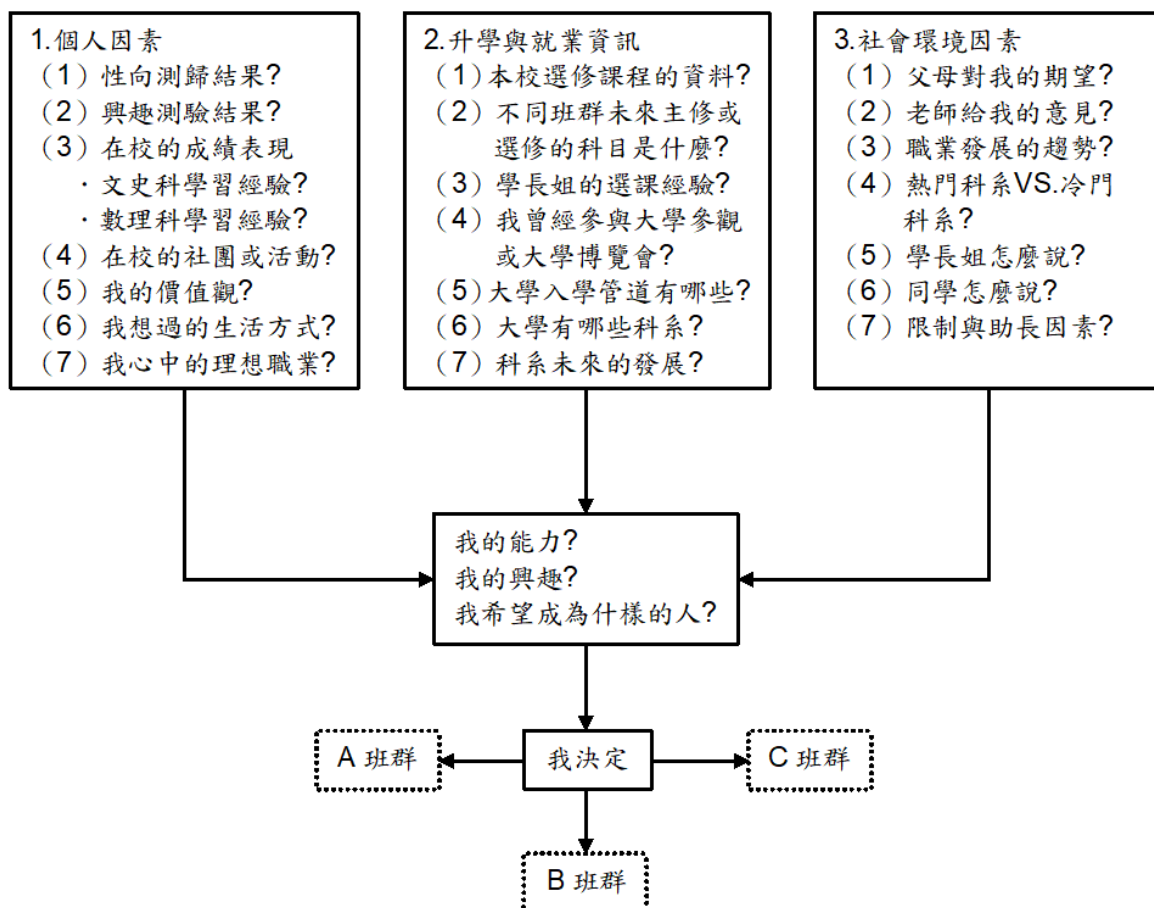 1.個人因素
（1）性向測歸結果?
（2）興趣測驗結果?
（3）在校的成績表現
．文史科學習經驗?
．數理科學習經驗?
（4）在校的社團或活動?
（5）我的價值觀?
（6）我想過的生活方式?
（7）我心中的理想職業?
2.升學與就業資訊
（1）本校選修課程的資料?
（2）不同班群未來主修或
選修的科目是什麼?
（3）學長姐的選課經驗?
（4）我曾經參與大學參觀
或大學博覽會?
（5）大學入學管道有哪些?
（6）大學有哪些科系?
（7）科系未來的發展?
3.社會環境因素
（1）父母對我的期望?
（2）老師給我的意見?
（3）職業發展的趨勢?
（4）熱門科系VS.冷門
科系?
（5）學長姐怎麼說?
（6）同學怎麼說?
（7）限制與助長因素?
我的能力?
我的興趣?
我希望成為什樣的人?
A 班群
我決定
C 班群
B 班群